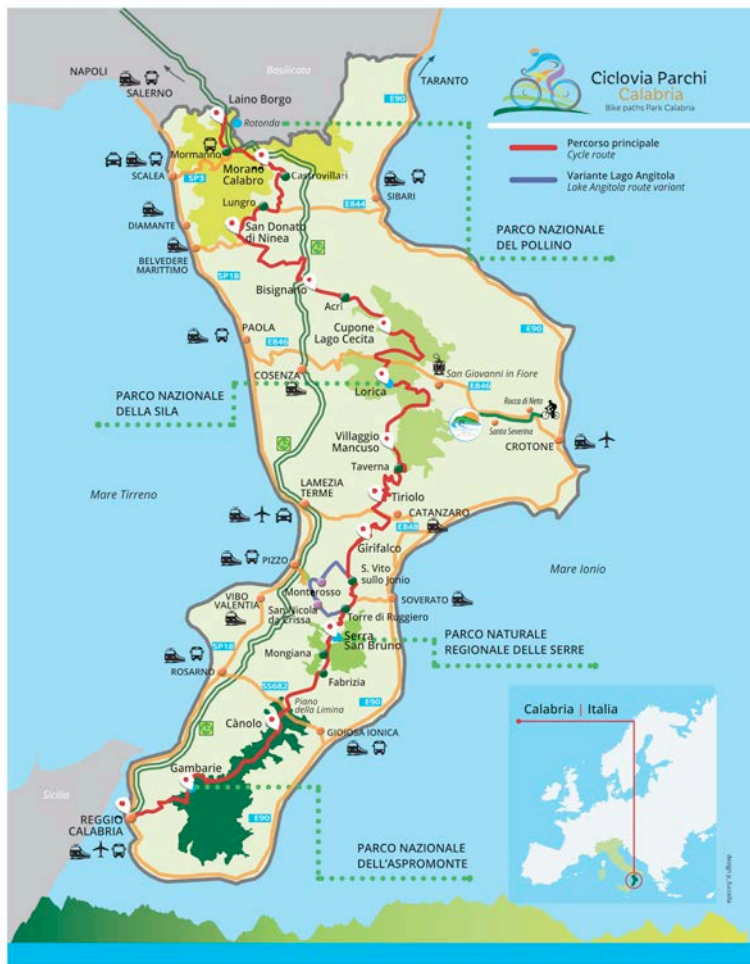 NAPOLI
SALERNO
Basilicata
TARANTO
E90
Ciclovia Parchi
Calabria
Bike paths Park Calabria
Percorso principale
Cycle route
Variante Lago Angitola
Lake Angitola route variant
Laino Borgo
Rotonda
Mormanno
SCALEA
SP3
Morano
Calabro
Castrovillari
SIBARI
Lungro
E844
DIAMANTE
San Donato
di Ninea
PARCO NAZIONALE
DEL POLLINO
BELVEDERE
MARITTIMO
A2
SP18
Bisignano
Acri
Cupone
Lago Cecita
E90
PAOLA
E846
COSENZA
San Giovanni in Fiore
E846
Lorica
PARCO NAZIONALE
DELLA SILA
Rocca di Neto
Santa Severina
CROTONE
Villaggio
Mancuso
A2
Taverna
Mare Tirreno
LAMEZIA
TERME
Tiriolo
CATANZARO
E848
Girifalco
Mare Ionio
PIZZO
S. Vito
sullo Jonio
Monterosso
VIBO
VALENTIA
San Nicola
da Crissa
SOVERATO
Torre di Ruggiero
Serra
San Bruno
PARCO NATURALE
REGIONALE DELLE SERRE
SP18
Mongiana
ROSARNO
Fabrizia
SS682
Piano
della Limina
E90
A2
Cànolo
GIOIOSA IONICA
Calabria | Italia
Gambarie
Sicilia
REGGIO
CALABRIA
E90
PARCO NAZIONALE
DELL'ASPROMONTE